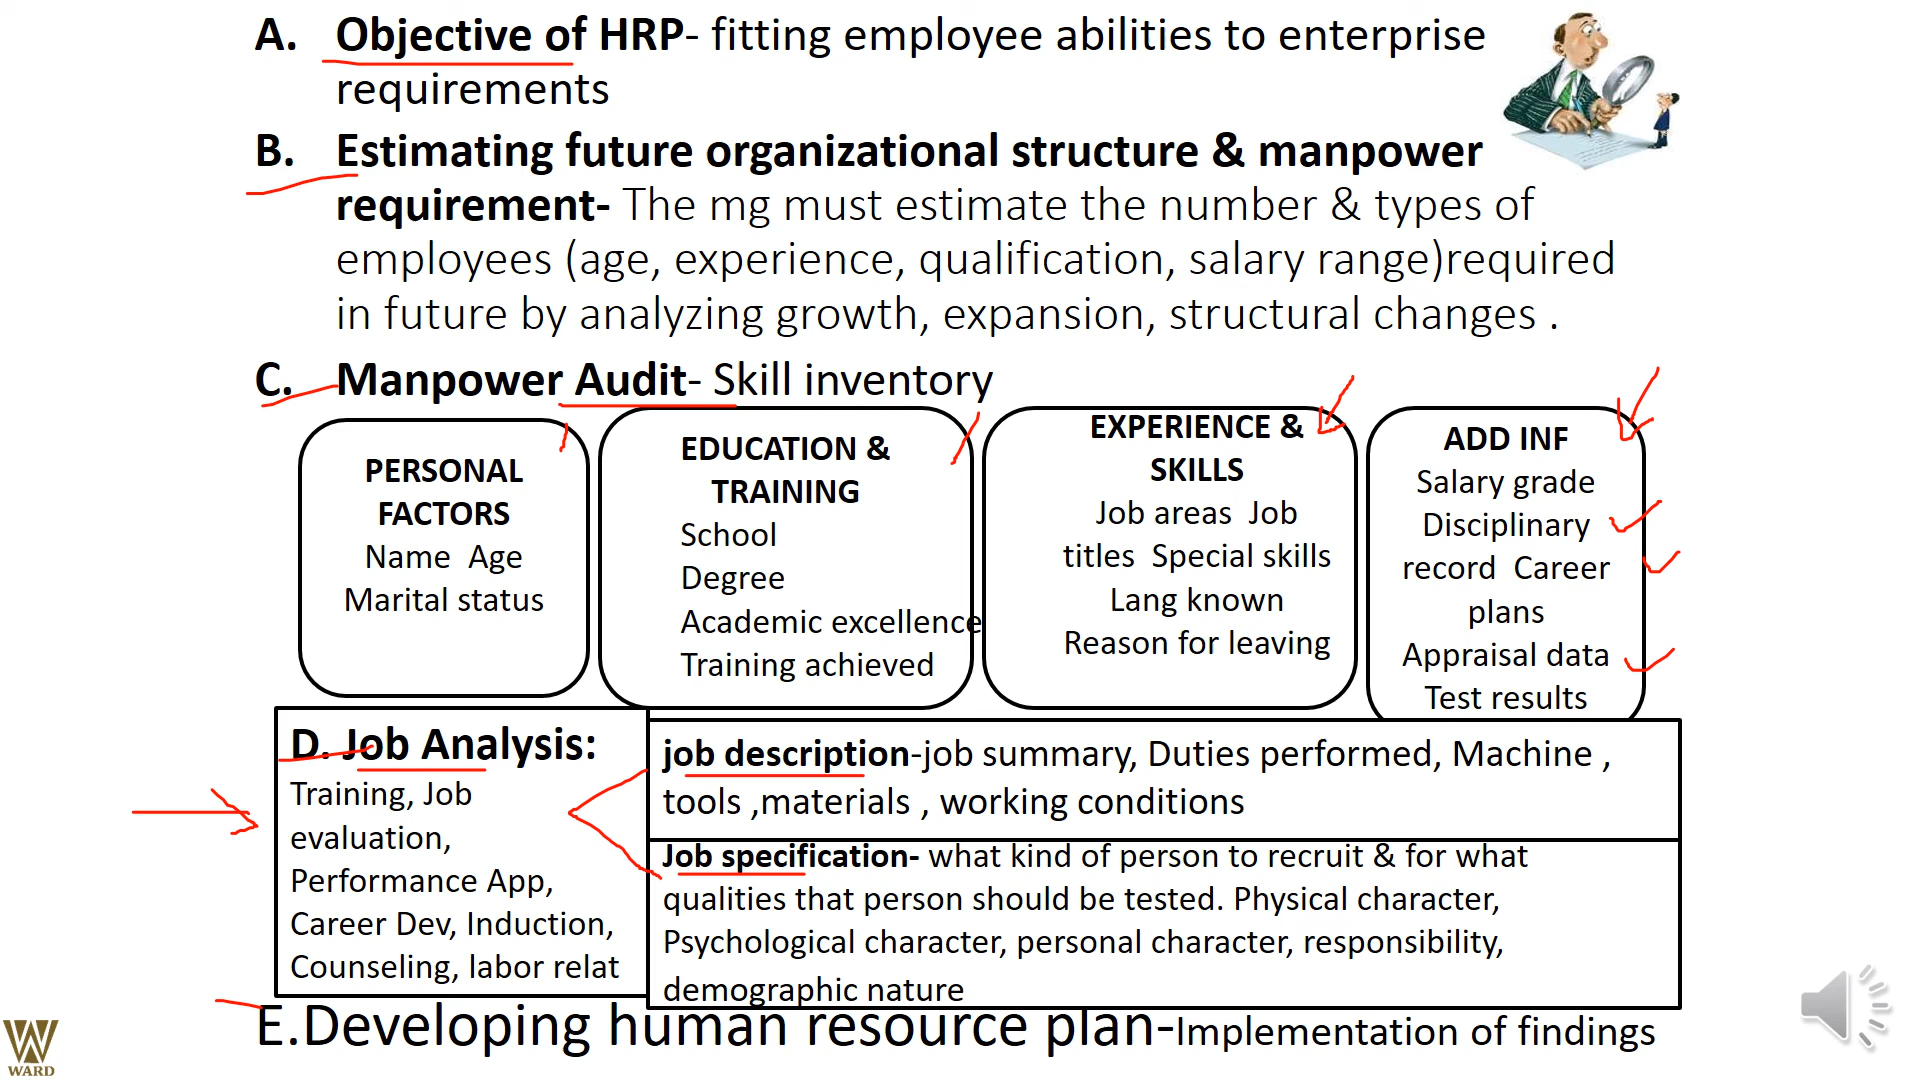 A. Objective of HRP- fitting employee abilities to enterprise
requirements
B. Estimating future organizational structure & manpower
requirement- The mg must estimate the number & types of
employees (age, experience, qualification, salary range)required
in future by analyzing growth, expansion, structural changes .
C. Manpower Audit- Skill inventory
PERSONAL
FACTORS
Name Age
Marital status
EDUCATION &
TRAINING
School
Degree
Academic excellence
Training achieved
EXPERIENCE &
SKILLS
Job areas Job
titles Special skills
Lang known
Reason for leaving
ADD INF
Salary grade
Disciplinary
record Career
plans
Appraisal data
Test results
D. Job Analysis:
Training, Job
evaluation,
Performance App,
Career Dev, Induction,
Counseling, labor relat
job description-job summary, Duties performed, Machine ,
tools ,materials , working conditions
Job specification- what kind of person to recruit & for what
qualities that person should be tested. Physical character,
Psychological character, personal character, responsibility,
demographic nature
E.Developing human resource plan-Implementation of findings
WARD